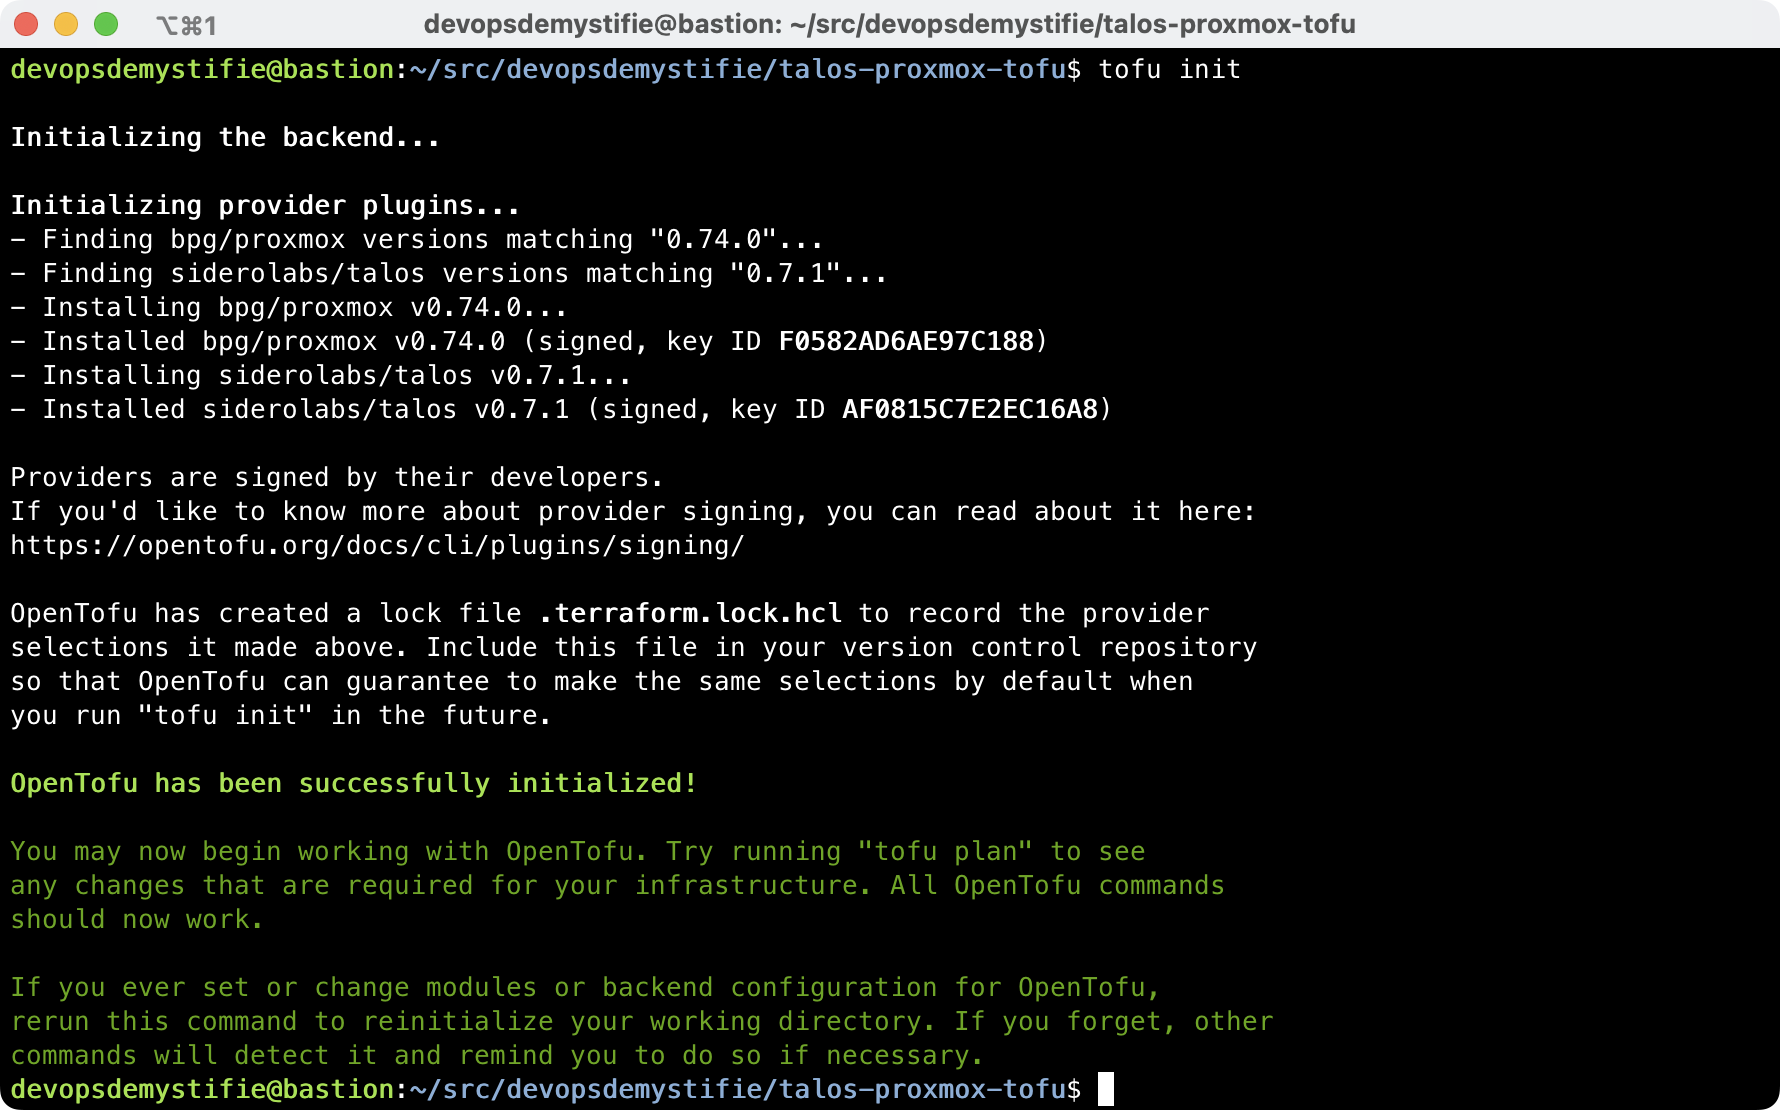 ⌥⌘1 devopsdemystifie@bastion: ~/src/devopsdemystifie/talos-proxmox-tofu
devopsdemystifie@bastion:~/src/devopsdemystifie/talos-proxmox-tofu$ tofu init
Initializing the backend...
Initializing provider plugins...
- Finding bpg/proxmox versions matching "0.74.0"...
- Finding siderolabs/talos versions matching "0.7.1"...
- Installing bpg/proxmox v0.74.0...
- Installed bpg/proxmox v0.74.0 (signed, key ID F0582AD6AE97C188)
- Installing siderolabs/talos v0.7.1...
- Installed siderolabs/talos v0.7.1 (signed, key ID AF0815C7E2EC16A8)
Providers are signed by their developers.
If you'd like to know more about provider signing, you can read about it here:
https://opentofu.org/docs/cli/plugins/signing/
OpenTofu has created a lock file .terraform.lock.hcl to record the provider
selections it made above. Include this file in your version control repository
so that OpenTofu can guarantee to make the same selections by default when
you run "tofu init" in the future.
OpenTofu has been successfully initialized!
You may now begin working with OpenTofu. Try running "tofu plan" to see
any changes that are required for your infrastructure. All OpenTofu commands
should now work.
If you ever set or change modules or backend configuration for OpenTofu,
rerun this command to reinitialize your working directory. If you forget, other
commands will detect it and remind you to do so if necessary.
devopsdemystifie@bastion:~/src/devopsdemystifie/talos-proxmox-tofu$